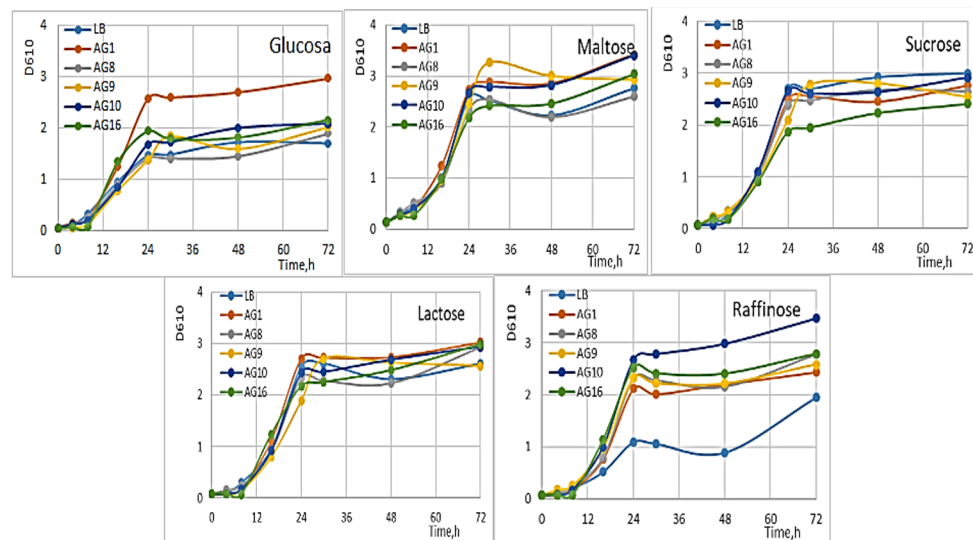 Glucosa
D610
4
3
2
1
0
LB
AG1
AG8
AG9
AG10
AG16
0 12 24 36 48 60 72
Time,h
Maltose
D610
4
3
2
1
0
LB
AG1
AG8
AG9
AG10
AG16
0 12 24 36 48 60 72
Time,h
Sucrose
D610
4
3
2
1
0
LB
AG1
AG8
AG9
AG10
AG16
0 12 24 36 48 60 72
Time,h
Lactose
D610
4
3
2
1
0
LB
AG1
AG8
AG9
AG10
AG16
0 12 24 36 48 60 72
Time,h
Raffinose
D610
4
3
2
1
0
LB
AG1
AG8
AG9
AG10
AG16
0 12 24 36 48 60 72
Time,h